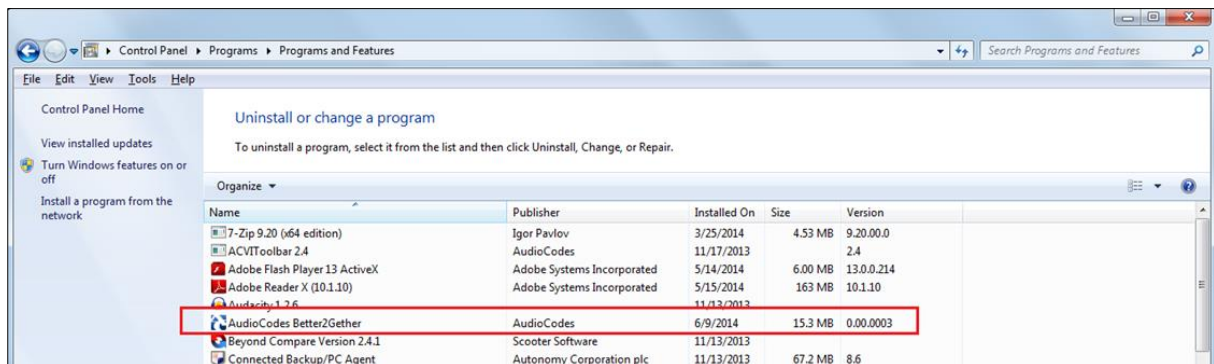 Control Panel ▸ Programs ▸ Programs and Features
Search Programs and Features
File Edit View Tools Help
Control Panel Home
View installed updates
Turn Windows features on or off
Install a program from the network
Uninstall or change a program
To uninstall a program, select it from the list and then click Uninstall, Change, or Repair.
Organize
Name Publisher Installed On Size Version
7-Zip 9.20 (x64 edition) Igor Pavlov 3/25/2014 4.53 MB 9.20.00.0
ACVIToolbar 2.4 AudioCodes 11/17/2013 2.4
Adobe Flash Player 13 ActiveX Adobe Systems Incorporated 5/14/2014 6.00 MB 13.0.0.214
Adobe Reader X (10.1.10) Adobe Systems Incorporated 5/15/2014 163 MB 10.1.10
Audacity 1.2.6 11/13/2013
AudioCodes Better2Gether AudioCodes 6/9/2014 15.3 MB 0.00.0003
Beyond Compare Version 2.4.1 Scooter Software 11/13/2013
Connected Backup/PC Agent Autonomy Corporation plc 11/13/2013 67.2 MB 8.6